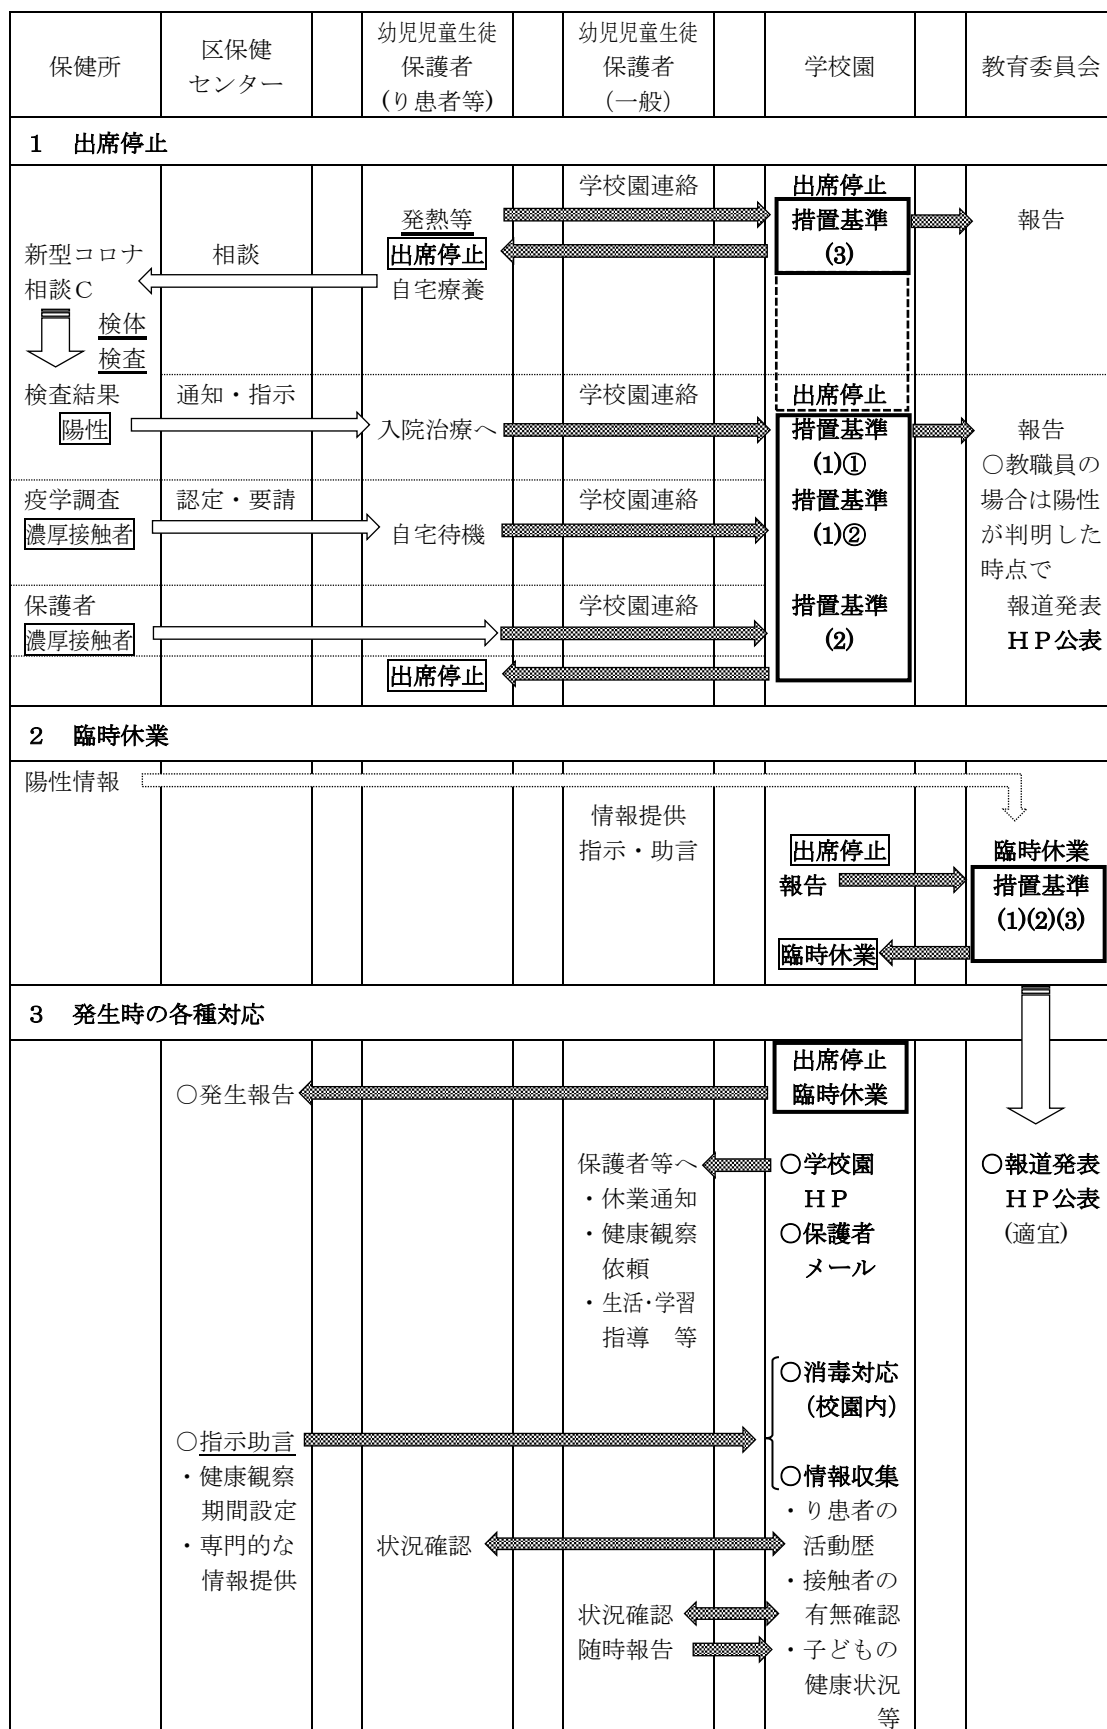 保健所
区保健
センター
幼児児童生徒
保護者
(り患者等)
幼児児童生徒
保護者
（一般）
学校園
教育委員会
１　出席停止
学校園連絡
出席停止
発熱等
措置基準
報告
新型コロナ
相談
出席停止
(3)
相談Ｃ
自宅療養
検体
検査
検査結果
通知・指示
学校園連絡
出席停止
陽性
入院治療へ
措置基準
報告
(1)①
○教職員の
疫学調査
認定・要請
学校園連絡
措置基準
場合は陽性
濃厚接触者
自宅待機
(1)②
が判明した
時点で
保護者
学校園連絡
措置基準
報道発表
濃厚接触者
(2)
ＨＰ公表
出席停止
２　臨時休業
陽性情報
情報提供
指示・助言
出席停止
臨時休業
報告
措置基準
(1)(2)(3)
臨時休業
３　発生時の各種対応
出席停止
○発生報告
臨時休業
保護者等へ
○学校園
○報道発表
・休業通知
ＨＰ
ＨＰ公表
・健康観察
○保護者
(適宜)
依頼
メール
・生活・学習
指導　等
○消毒対応
（校園内）
○指示助言
・健康観察
○情報収集
期間設定
・り患者の
・専門的な
状況確認
活動歴
情報提供
・接触者の
状況確認
有無確認
随時報告
・子どもの
健康状況
等